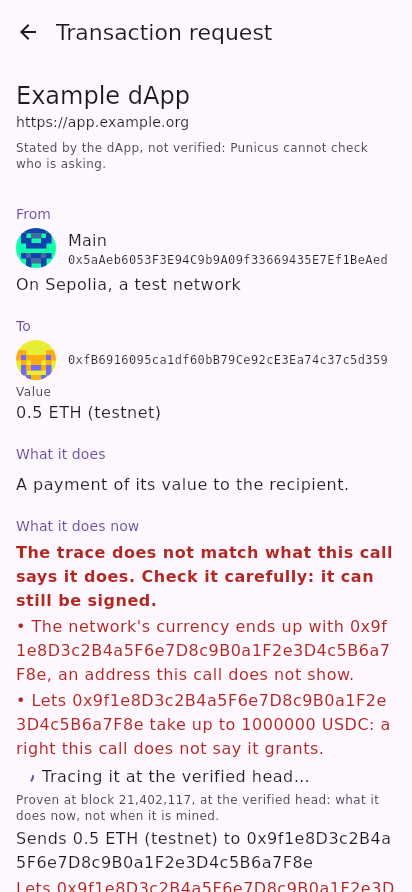 Transaction request
Example dApp
https://app.example.org
Stated by the dApp, not verified: Punicus cannot check
who is asking.
From
Main
0x5aAeb6053F3E94C9b9A09f33669435E7Ef1BeAed
On Sepolia, a test network
To
0xfB6916095ca1df60bB79Ce92cE3Ea74c37c5d359
Value
0.5 ETH (testnet)
What it does
A payment of its value to the recipient.
What it does now
The trace does not match what this call
says it does. Check it carefully: it can
still be signed.
• The network's currency ends up with 0x9f
1e8D3c2B4a5F6e7D8c9B0a1F2e3D4c5B6a7
F8e, an address this call does not show.
• Lets 0x9f1e8D3c2B4a5F6e7D8c9B0a1F2e
3D4c5B6a7F8e take up to 1000000 USDC: a
right this call does not say it grants.
Tracing it at the verified head…
Proven at block 21,402,117, at the verified head: what it
does now, not when it is mined.
Sends 0.5 ETH (testnet) to 0x9f1e8D3c2B4a
5F6e7D8c9B0a1F2e3D4c5B6a7F8e
Lets 0x9f1e8D3c2B4a5F6e7D8c9B0a1F2e3D